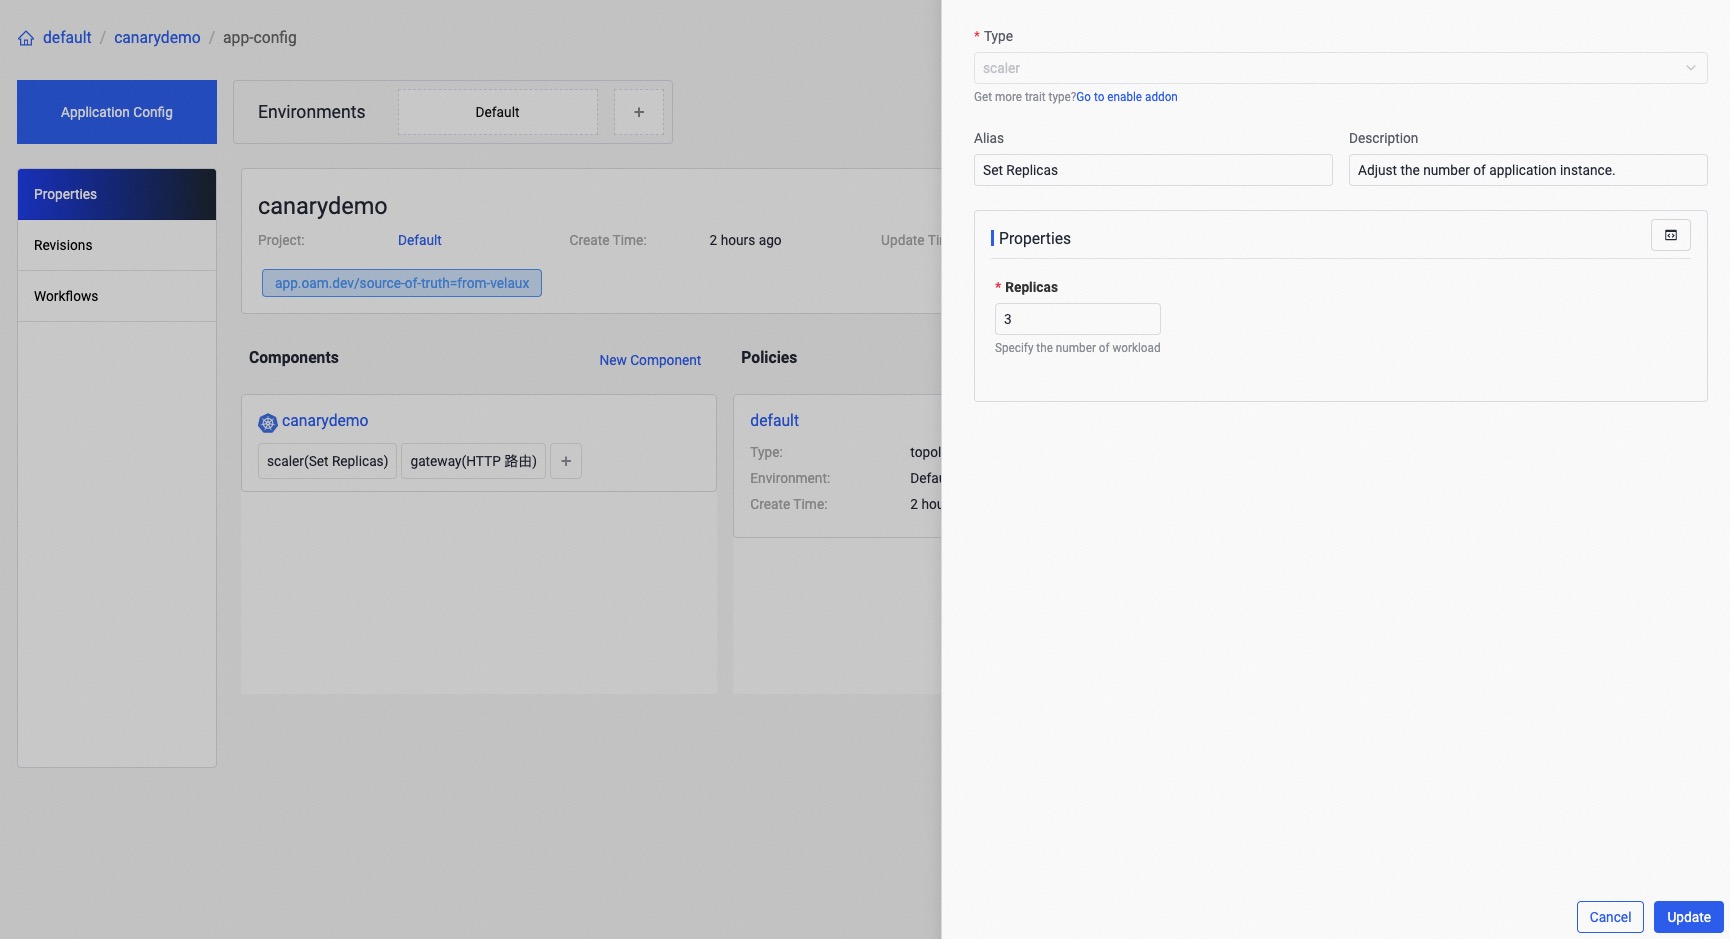 default / canarydemo / app-config
Application Config
Environments
Default
+
Properties
Revisions
Workflows
canarydemo
Project:
Default
Create Time:
2 hours ago
Update Ti
app.oam.dev/source-of-truth=from-velaux
Components
New Component
Policies
canarydemo
scaler(Set Replicas)
gateway(HTTP 路由)
+
default
Type:
topol
Environment:
Defau
Create Time:
2 hou
* Type
scaler
Get more trait type?Go to enable addon
Alias
Description
Set Replicas
Adjust the number of application instance.
Properties
* Replicas
3
Specify the number of workload
Cancel
Update